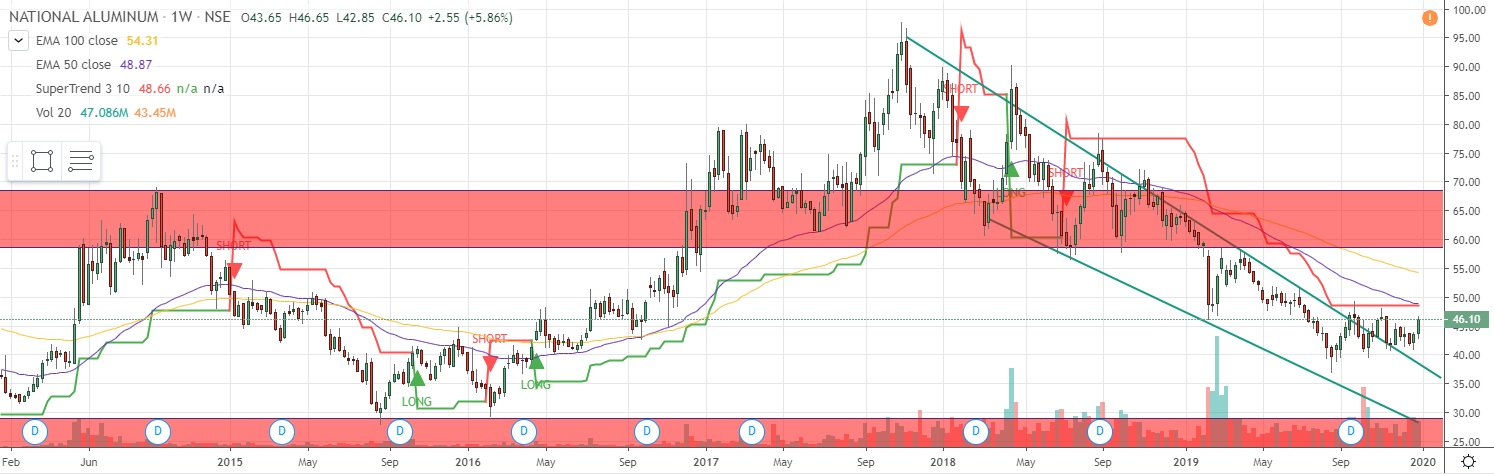 NATIONAL ALUMINUM · 1W · NSE O43.65 H46.65 L42.85 C46.10 +2.55 (+5.86%)
EMA 100 close 54.31
EMA 50 close 48.87
SuperTrend 3 10 48.66 n/a n/a
Vol 20 47.086M 43.45M
SHORT
LONG
SHORT
LONG
SHORT
LONG
SHORT
D D D D D D D D D D
100.00
95.00
90.00
85.00
80.00
75.00
70.00
65.00
60.00
55.00
50.00
46.10
40.00
35.00
30.00
25.00
Feb Jun 2015 May Sep 2016 May Sep 2017 May Sep 2018 May Sep 2019 May Sep 2020